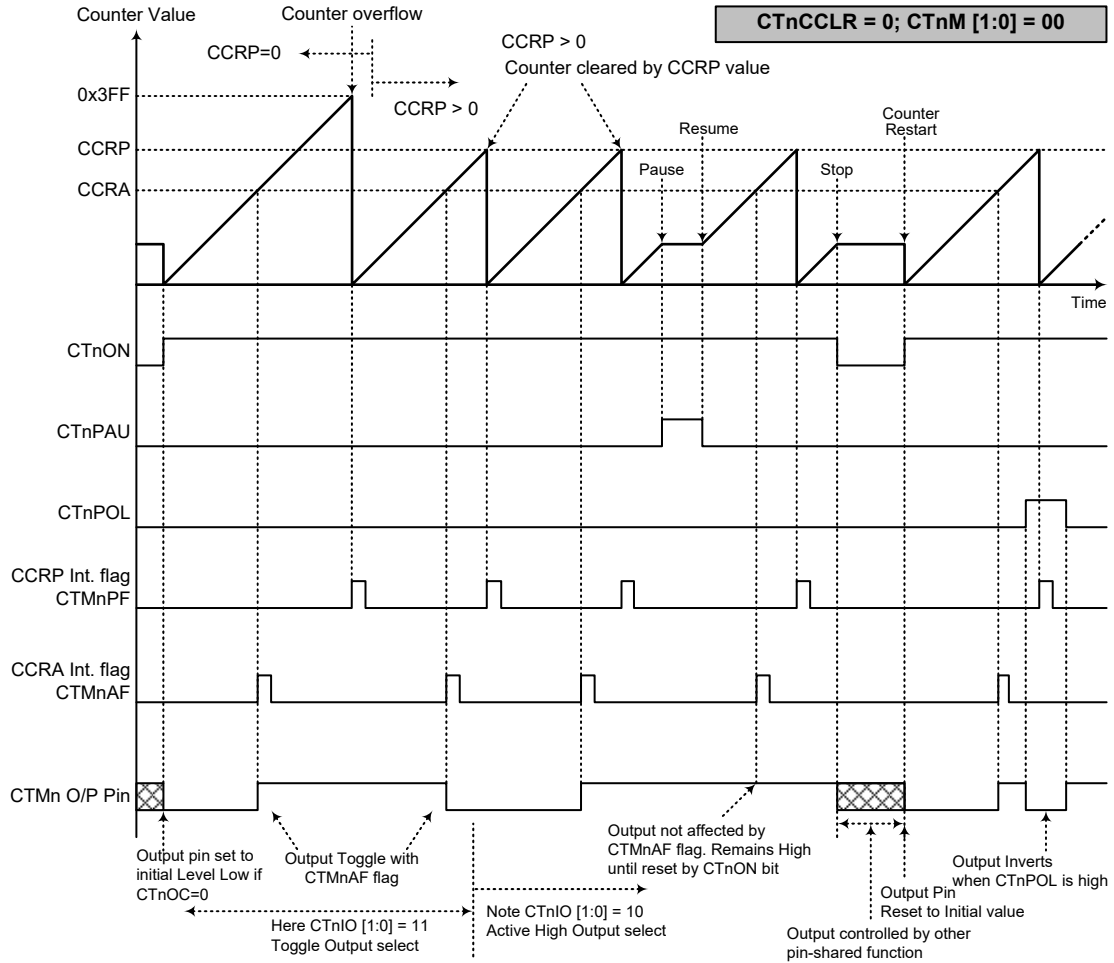 Counter Value
Counter overflow
CTnCCLR = 0; CTnM [1:0] = 00
CCRP=0
CCRP > 0
CCRP > 0
Counter cleared by CCRP value
0x3FF
CCRP
CCRA
Pause
Resume
Stop
Counter
Restart
Time
CTnON
CTnPAU
CTnPOL
CCRP Int. flag
CTMnPF
CCRA Int. flag
CTMnAF
CTMn O/P Pin
Output pin set to
initial Level Low if
CTnOC=0
Output Toggle with
CTMnAF flag
Output not affected by
CTMnAF flag. Remains High
until reset by CTnON bit
Output Inverts
when CTnPOL is high
Output Pin
Reset to Initial value
Here CTnIO [1:0] = 11
Toggle Output select
Note CTnIO [1:0] = 10
Active High Output select
Output controlled by other
pin-shared function